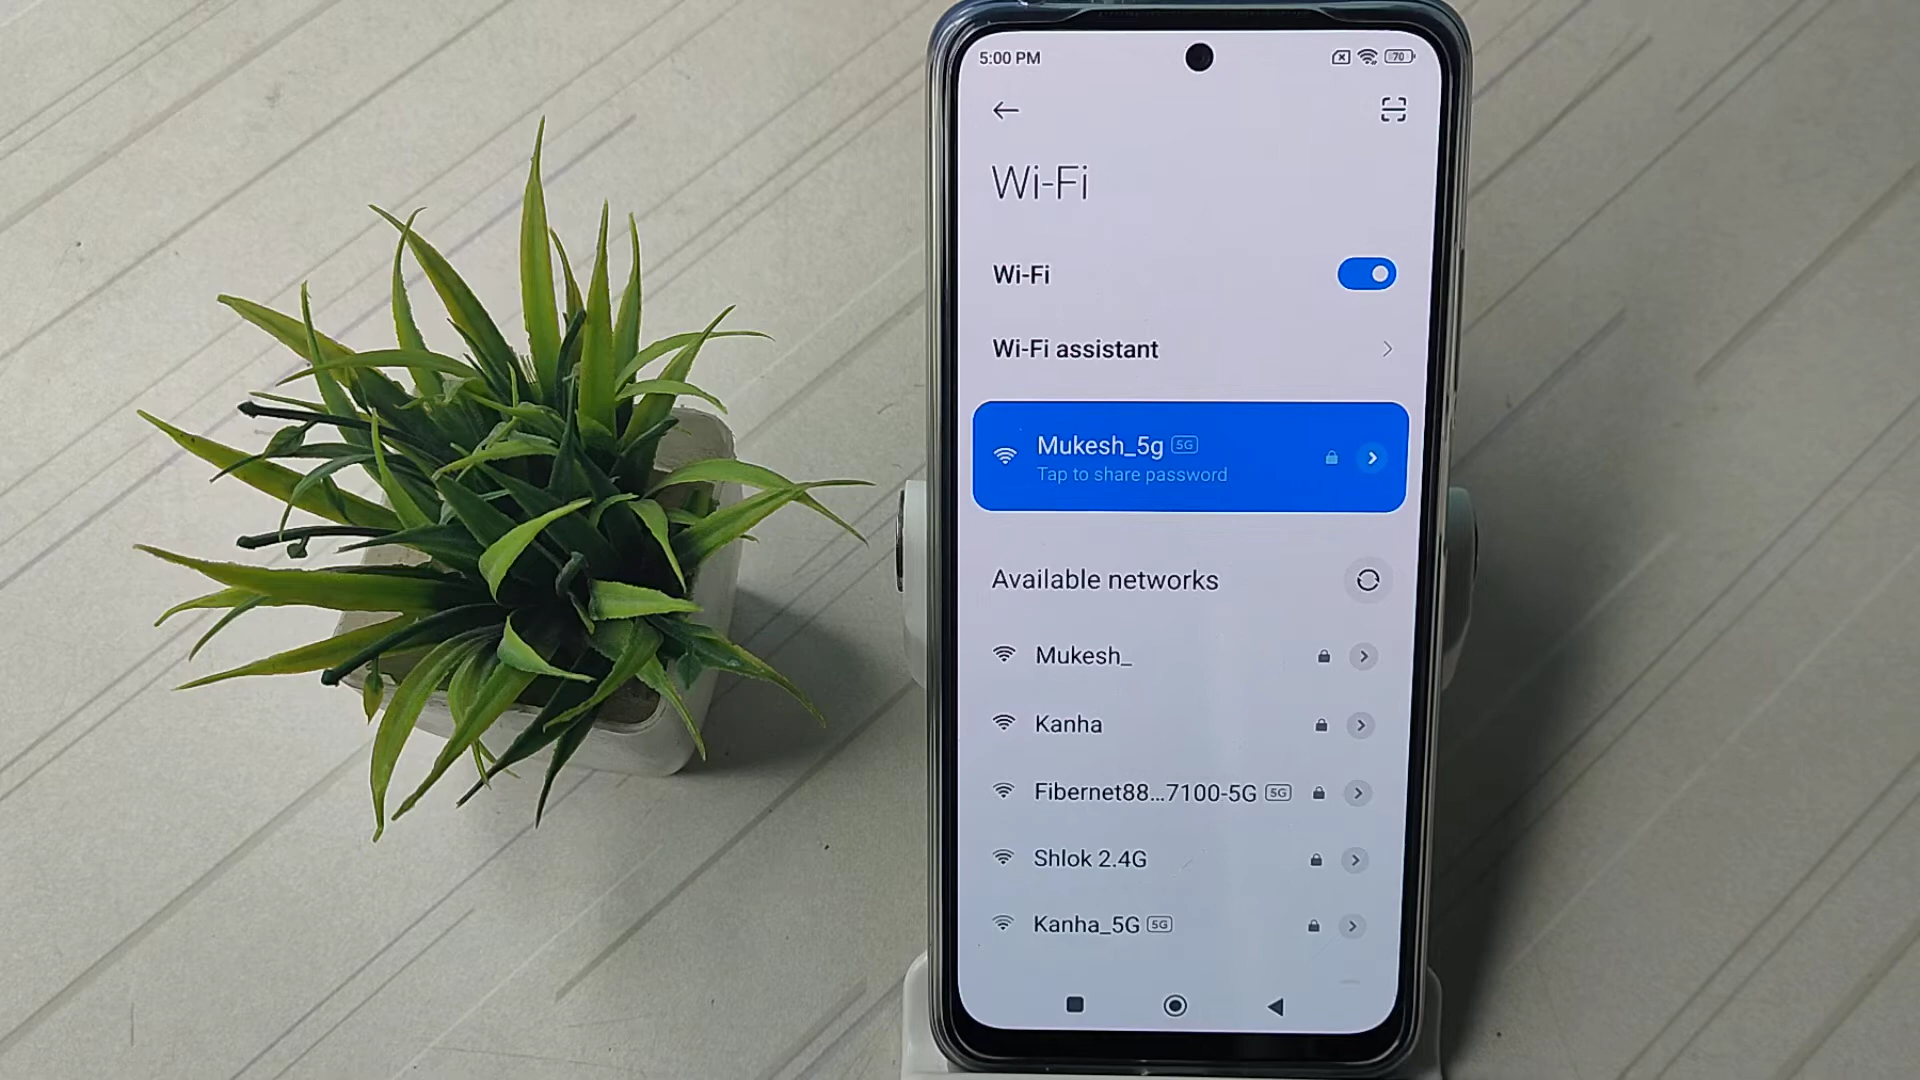 5:00 PM
70
Wi-Fi
Wi-Fi
Wi-Fi assistant
Mukesh_5g 5G
Tap to share password
Available networks
Mukesh_
Kanha
Fibernet88...7100-5G 5G
Shlok 2.4G
Kanha_5G 5G